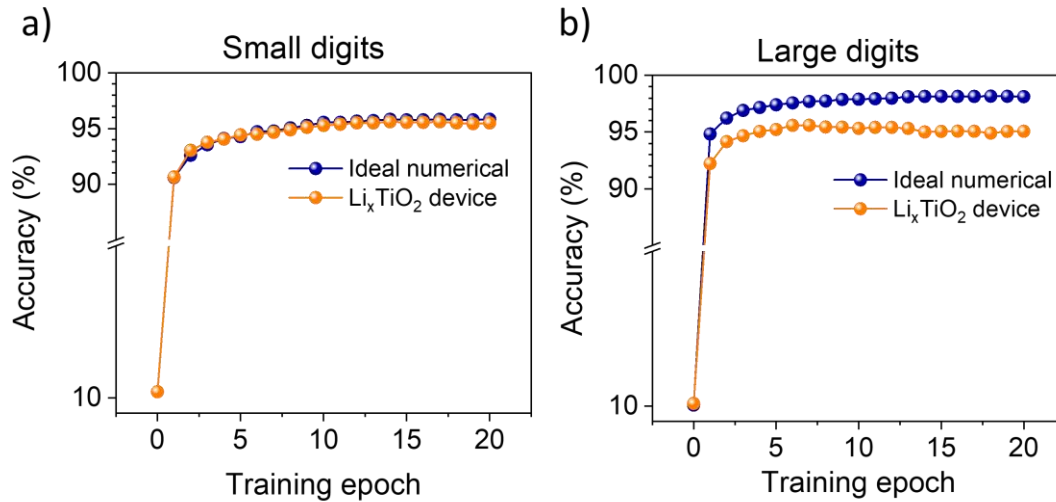 a)
Small digits
Accuracy (%)
100
95
90
10
Ideal numerical
LiₓTiO₂ device
0 5 10 15 20
Training epoch
b)
Large digits
Accuracy (%)
100
95
90
10
Ideal numerical
LiₓTiO₂ device
0 5 10 15 20
Training epoch